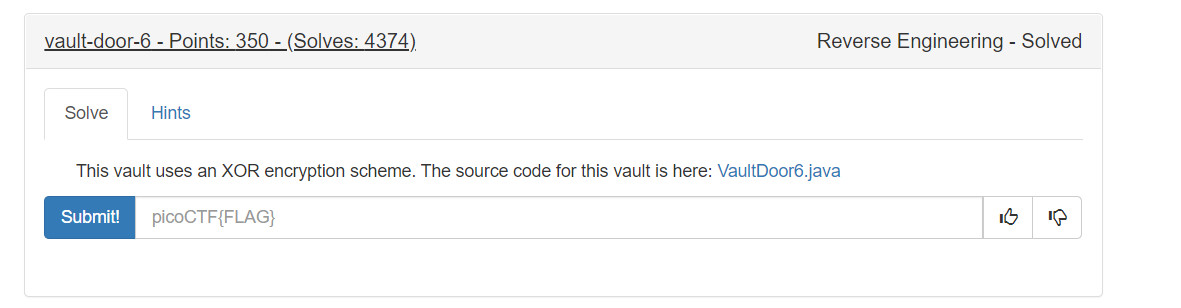 vault-door-6 - Points: 350 - (Solves: 4374) Reverse Engineering - Solved
Solve Hints
This vault uses an XOR encryption scheme. The source code for this vault is here: VaultDoor6.java
Submit! picoCTF{FLAG}